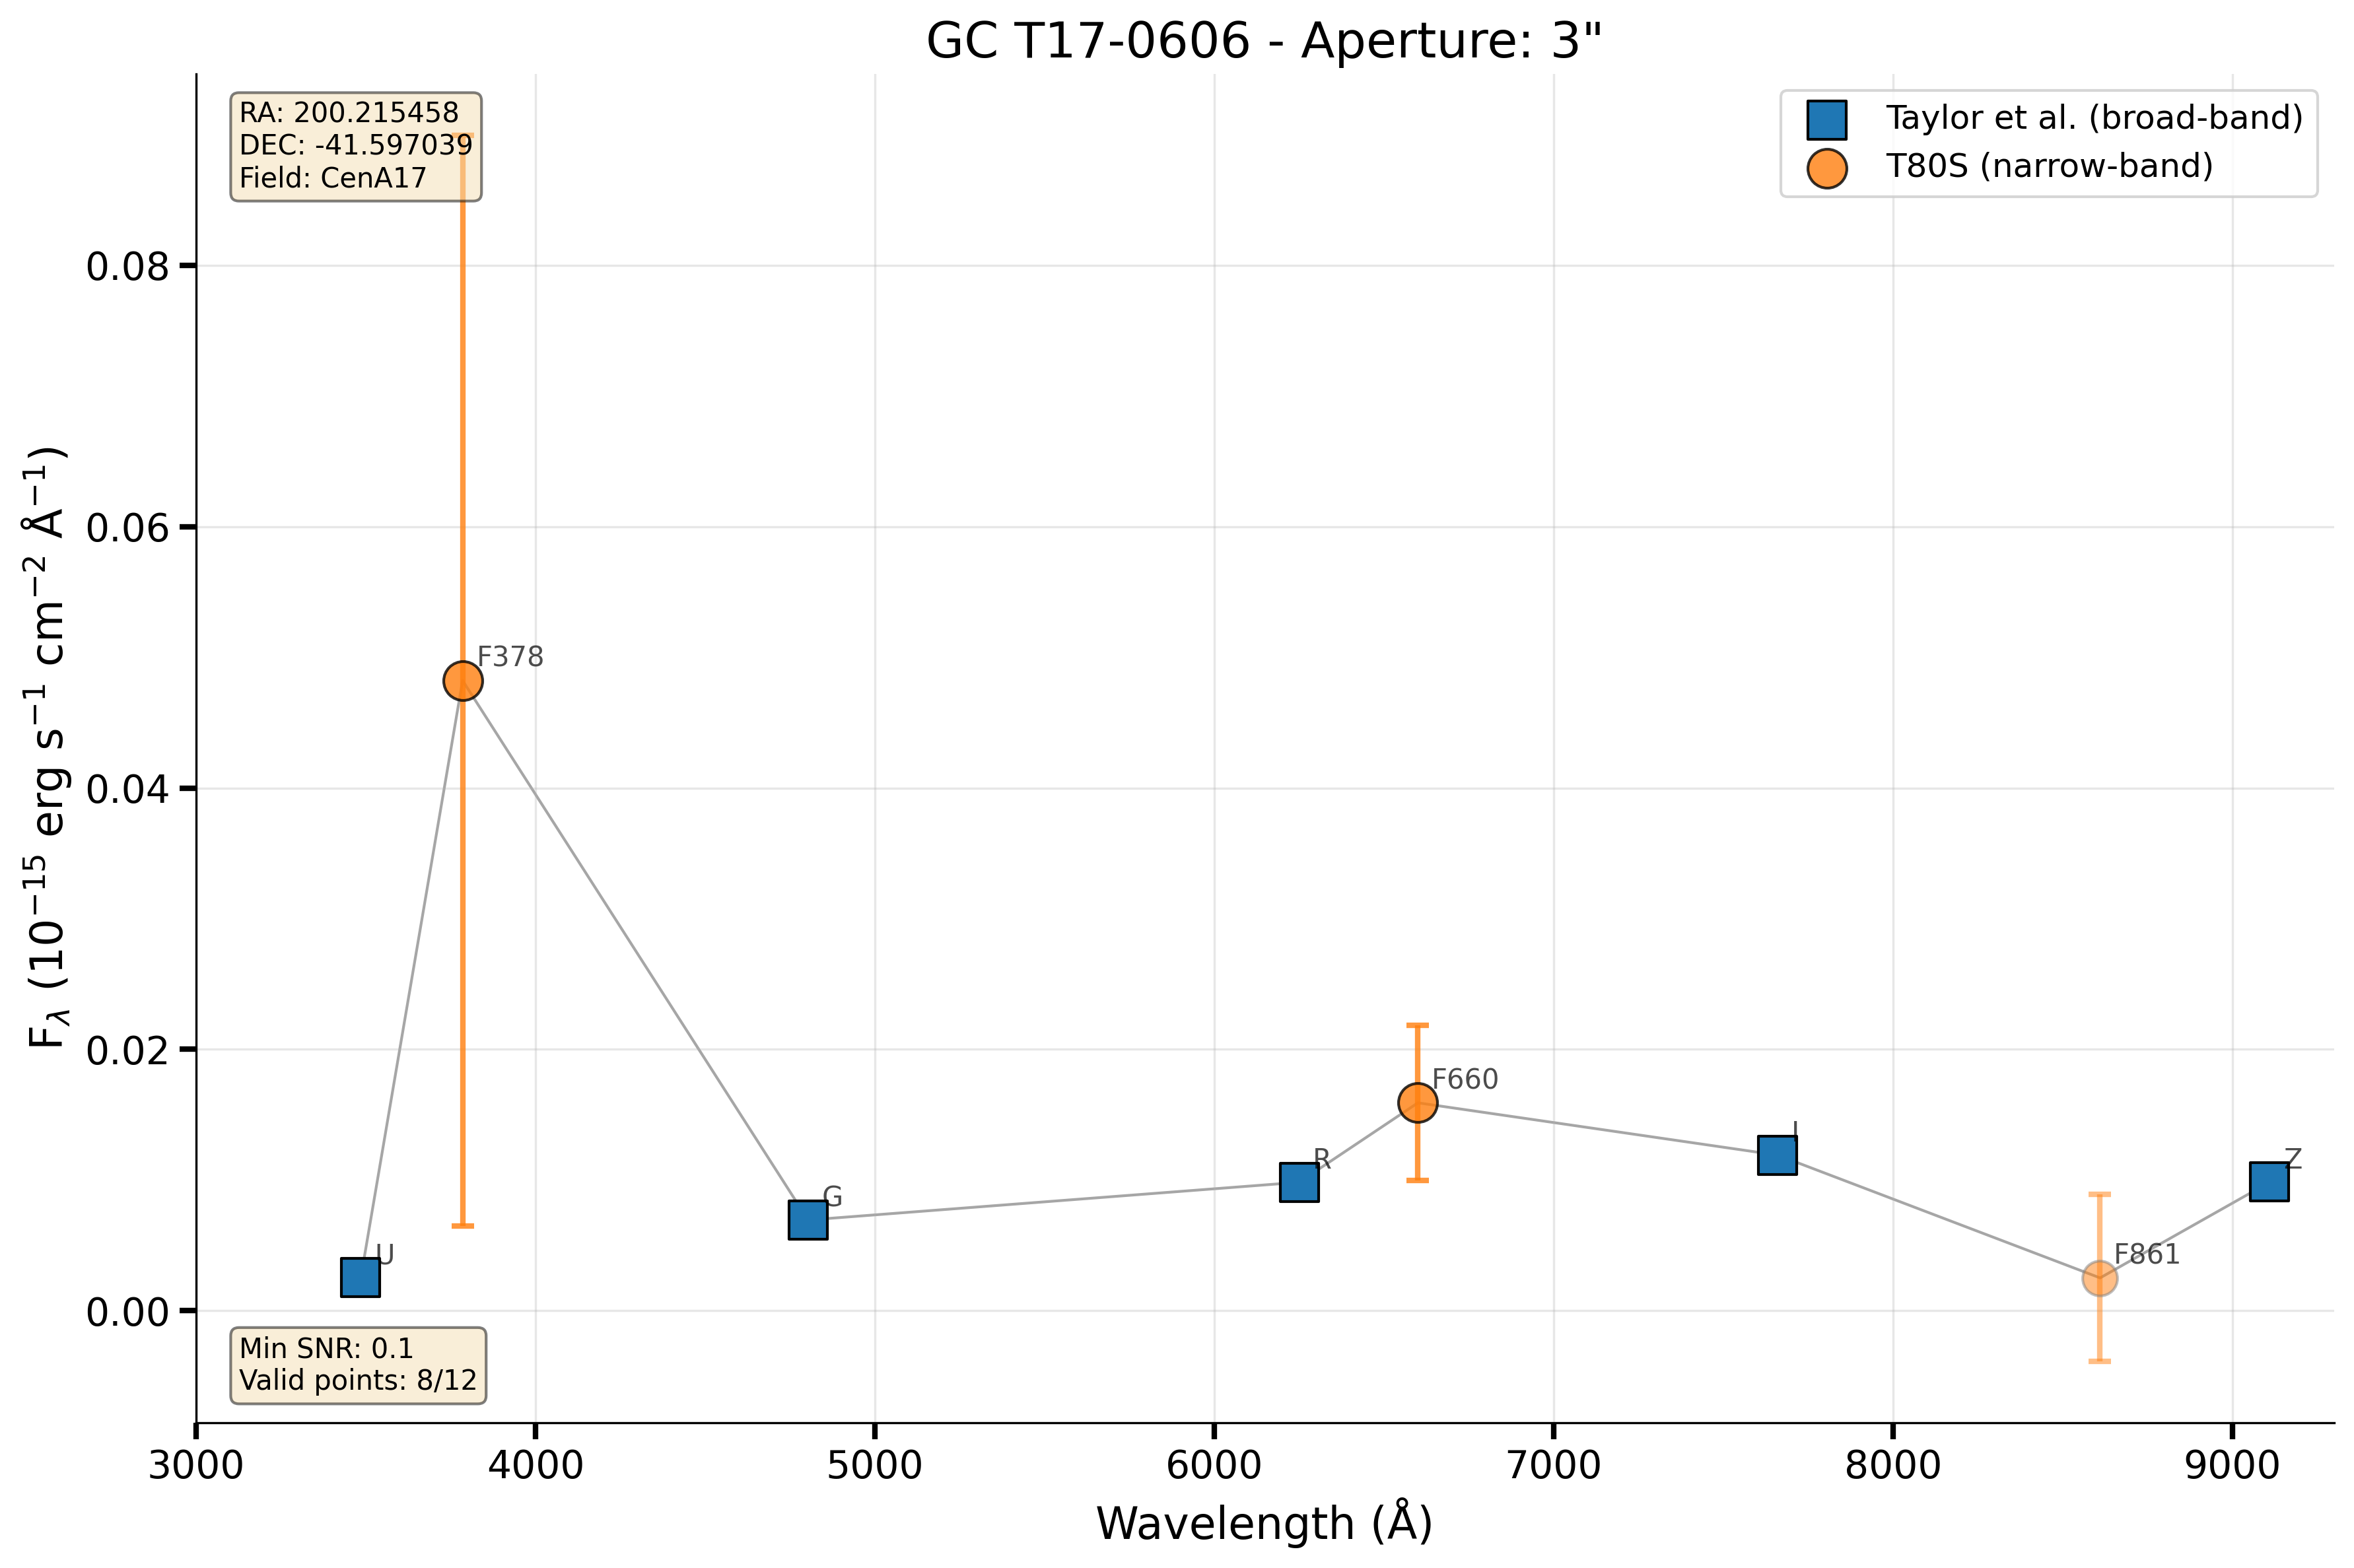 GC T17-0606 - Aperture: 3"
RA: 200.215458
DEC: -41.597039
Field: CenA17
Taylor et al. (broad-band)
T80S (narrow-band)
F$_{\lambda}$ (10$^{-15}$ erg s$^{-1}$ cm$^{-2}$ Å$^{-1}$)
0.08
0.06
0.04
0.02
0.00
F378
F660
I
R
Z
G
U
F861
Min SNR: 0.1
Valid points: 8/12
3000 4000 5000 6000 7000 8000 9000
Wavelength (Å)